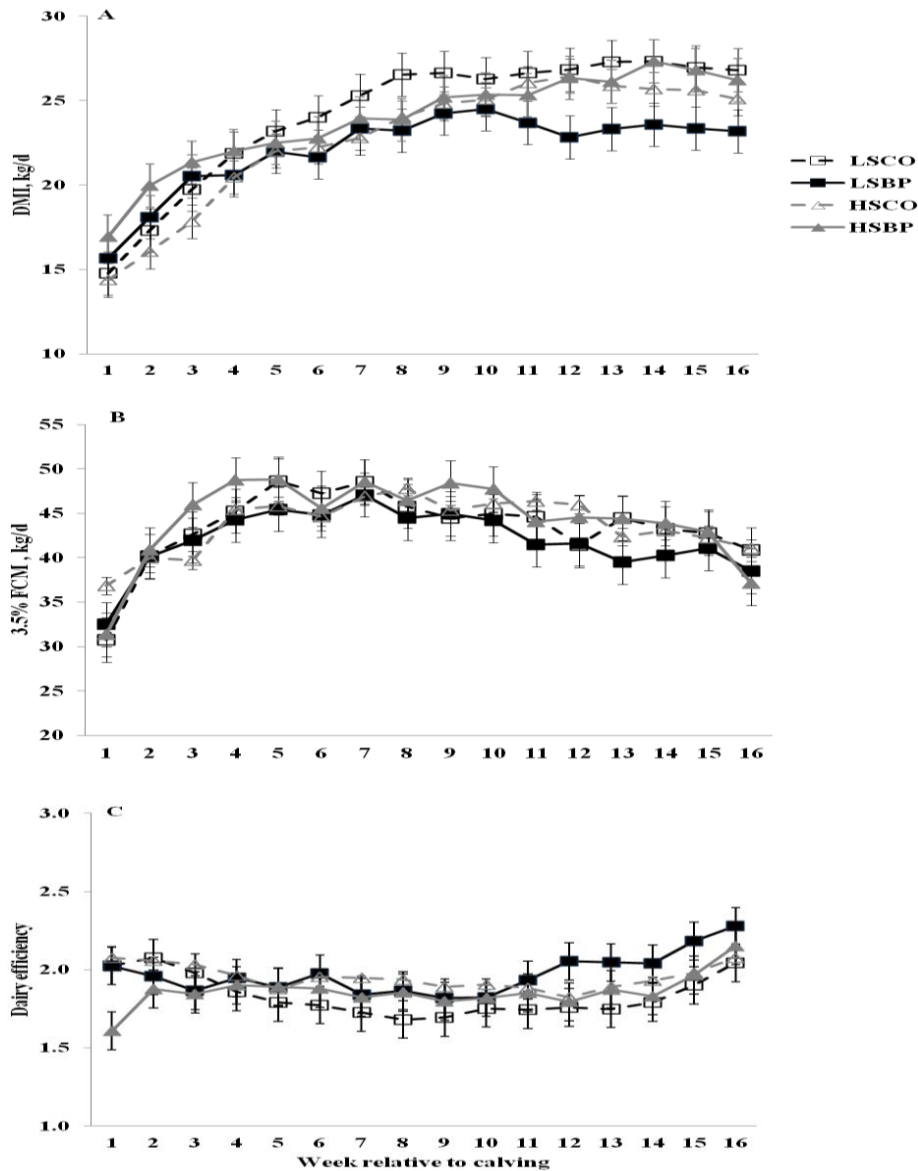 A
30
25
20
15
10
DMI, kg/d
1 2 3 4 5 6 7 8 9 10 11 12 13 14 15 16
LSCO
LSBP
HSCO
HSBP
B
55
50
45
40
35
30
25
20
3.5% FCM , kg/d
1 2 3 4 5 6 7 8 9 10 11 12 13 14 15 16
C
3.0
2.5
2.0
1.5
1.0
Dairy efficiency
1 2 3 4 5 6 7 8 9 10 11 12 13 14 15 16
Week relative to calving